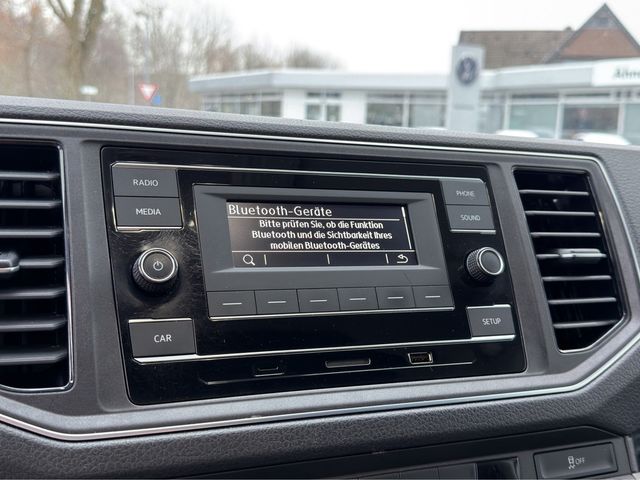 RADIO
MEDIA
CAR
Bluetooth-Geräte
Bitte prüfen Sie, ob die Funktion
Bluetooth und die Sichtbarkeit Ihres
mobilen Bluetooth-Gerätes
PHONE
SOUND
SETUP
OFF